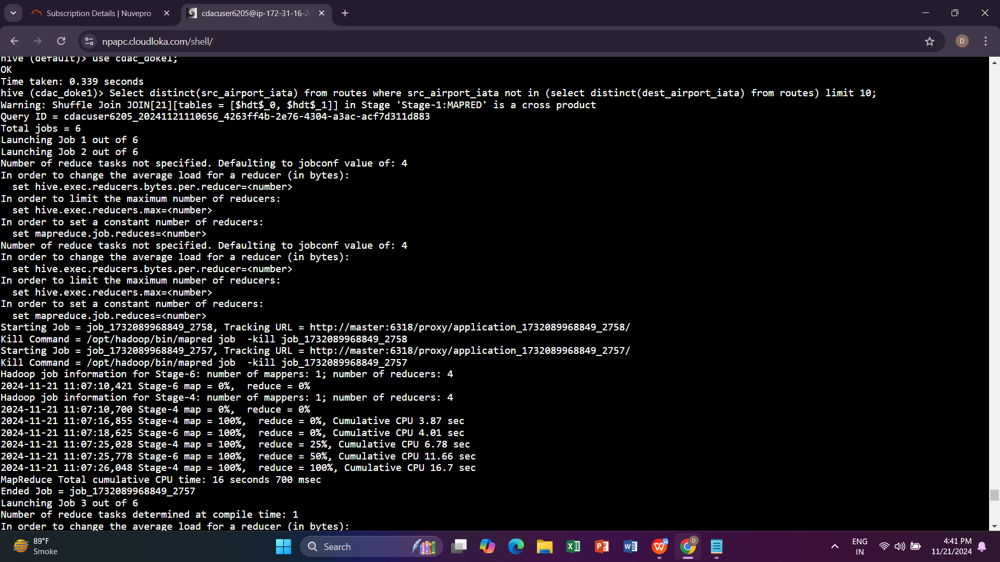 Subscription Details | Nuvepro
cdacuser6205@ip-172-31-16-2
npapc.cloudloka.com/shell/
D
hive (default)> use cdac_doke1;
OK
Time taken: 0.339 seconds
hive (cdac_doke1)> Select distinct(src_airport_iata) from routes where src_airport_iata not in (select distinct(dest_airport_iata) from routes) limit 10;
Warning: Shuffle Join JOIN[21][tables = [$hdt$_0, $hdt$_1]] in Stage 'Stage-1:MAPRED' is a cross product
Query ID = cdacuser6205_20241121110656_4263ff4b-2e76-4304-a3ac-acf7d311d883
Total jobs = 6
Launching Job 1 out of 6
Launching Job 2 out of 6
Number of reduce tasks not specified. Defaulting to jobconf value of: 4
In order to change the average load for a reducer (in bytes):
  set hive.exec.reducers.bytes.per.reducer=<number>
In order to limit the maximum number of reducers:
  set hive.exec.reducers.max=<number>
In order to set a constant number of reducers:
  set mapreduce.job.reduces=<number>
Number of reduce tasks not specified. Defaulting to jobconf value of: 4
In order to change the average load for a reducer (in bytes):
  set hive.exec.reducers.bytes.per.reducer=<number>
In order to limit the maximum number of reducers:
  set hive.exec.reducers.max=<number>
In order to set a constant number of reducers:
  set mapreduce.job.reduces=<number>
Starting Job = job_1732089968849_2758, Tracking URL = http://master:6318/proxy/application_1732089968849_2758/
Kill Command = /opt/hadoop/bin/mapred job  -kill job_1732089968849_2758
Starting Job = job_1732089968849_2757, Tracking URL = http://master:6318/proxy/application_1732089968849_2757/
Kill Command = /opt/hadoop/bin/mapred job  -kill job_1732089968849_2757
Hadoop job information for Stage-6: number of mappers: 1; number of reducers: 4
2024-11-21 11:07:10,421 Stage-6 map = 0%,  reduce = 0%
Hadoop job information for Stage-4: number of mappers: 1; number of reducers: 4
2024-11-21 11:07:10,700 Stage-4 map = 0%,  reduce = 0%
2024-11-21 11:07:16,855 Stage-4 map = 100%,  reduce = 0%, Cumulative CPU 3.87 sec
2024-11-21 11:07:18,625 Stage-6 map = 100%,  reduce = 0%, Cumulative CPU 4.01 sec
2024-11-21 11:07:25,028 Stage-4 map = 100%,  reduce = 25%, Cumulative CPU 6.78 sec
2024-11-21 11:07:25,778 Stage-6 map = 100%,  reduce = 50%, Cumulative CPU 11.66 sec
2024-11-21 11:07:26,048 Stage-4 map = 100%,  reduce = 100%, Cumulative CPU 16.7 sec
MapReduce Total cumulative CPU time: 16 seconds 700 msec
Ended Job = job_1732089968849_2757
Launching Job 3 out of 6
Number of reduce tasks determined at compile time: 1
In order to change the average load for a reducer (in bytes):
89°F
Smoke
Search
D
ENG
IN
4:41 PM
11/21/2024